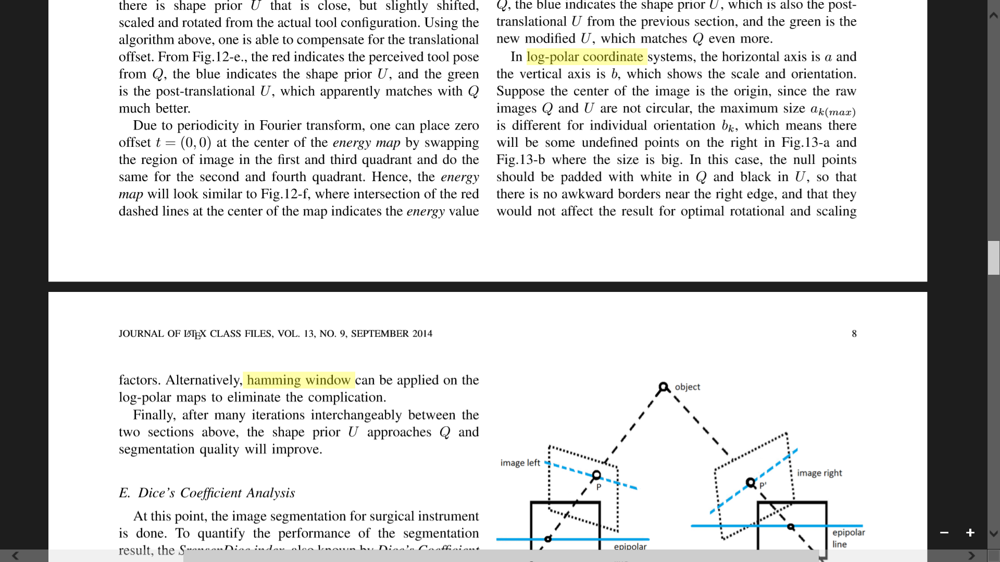 there is shape prior U that is close, but slightly shifted,
scaled and rotated from the actual tool configuration. Using the
algorithm above, one is able to compensate for the translational
offset. From Fig.12-e., the red indicates the perceived tool pose
from Q, the blue indicates the shape prior U, and the green
is the post-translational U, which apparently matches with Q
much better.
Due to periodicity in Fourier transform, one can place zero
offset t = (0, 0) at the center of the energy map by swapping
the region of image in the first and third quadrant and do the
same for the second and fourth quadrant. Hence, the energy
map will look similar to Fig.12-f, where intersection of the red
dashed lines at the center of the map indicates the energy value
Q, the blue indicates the shape prior U, which is also the post-
translational U from the previous section, and the green is the
new modified U, which matches Q even more.
In log-polar coordinate systems, the horizontal axis is a and
the vertical axis is b, which shows the scale and orientation.
Suppose the center of the image is the origin, since the raw
images Q and U are not circular, the maximum size a_{k(max)}
is different for individual orientation b_k, which means there
will be some undefined points on the right in Fig.13-a and
Fig.13-b where the size is big. In this case, the null points
should be padded with white in Q and black in U, so that
there is no awkward borders near the right edge, and that they
would not affect the result for optimal rotational and scaling
JOURNAL OF LATEX CLASS FILES, VOL. 13, NO. 9, SEPTEMBER 2014
8
factors. Alternatively, hamming window can be applied on the
log-polar maps to eliminate the complication.
Finally, after many iterations interchangeably between the
two sections above, the shape prior U approaches Q and
segmentation quality will improve.
E. Dice's Coefficient Analysis
At this point, the image segmentation for surgical instrument
is done. To quantify the performance of the segmentation
result, the SrensenDice index, also known by Dice's Coefficient
object
image left
P
image right
P'
epipolar
epipolar
line